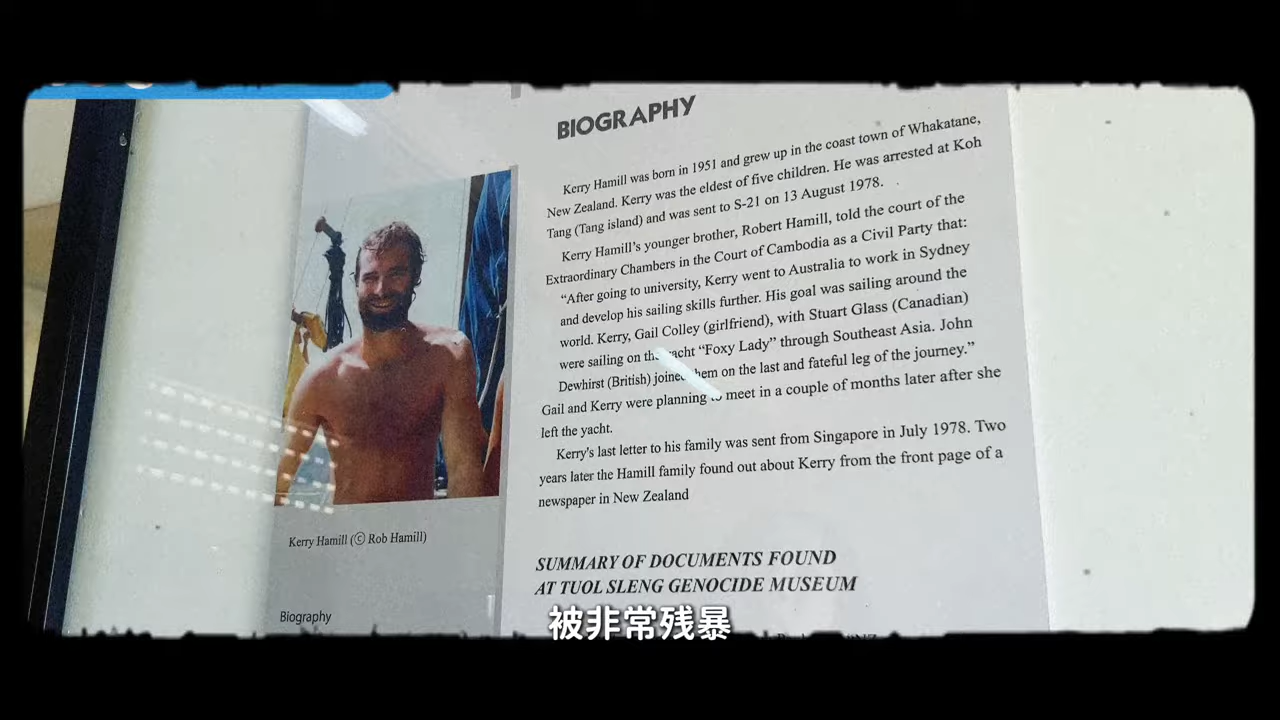 BIOGRAPHY
Kerry Hamill was born in 1951 and grew up in the coast town of Whakatane,
New Zealand. Kerry was the eldest of five children. He was arrested at Koh
Tang (Tang island) and was sent to S-21 on 13 August 1978.
Kerry Hamill's younger brother, Robert Hamill, told the court of the
Extraordinary Chambers in the Court of Cambodia as a Civil Party that:
"After going to university, Kerry went to Australia to work in Sydney
and develop his sailing skills further. His goal was sailing around the
world. Kerry, Gail Colley (girlfriend), with Stuart Glass (Canadian)
were sailing on the yacht "Foxy Lady" through Southeast Asia. John
Dewhirst (British) joined them on the last and fateful leg of the journey."
Gail and Kerry were planning to meet in a couple of months later after she
left the yacht.
Kerry's last letter to his family was sent from Singapore in July 1978. Two
years later the Hamill family found out about Kerry from the front page of a
newspaper in New Zealand
Kerry Hamill (© Rob Hamill)
SUMMARY OF DOCUMENTS FOUND
AT TUOL SLENG GENOCIDE MUSEUM
Biography
被非常残暴